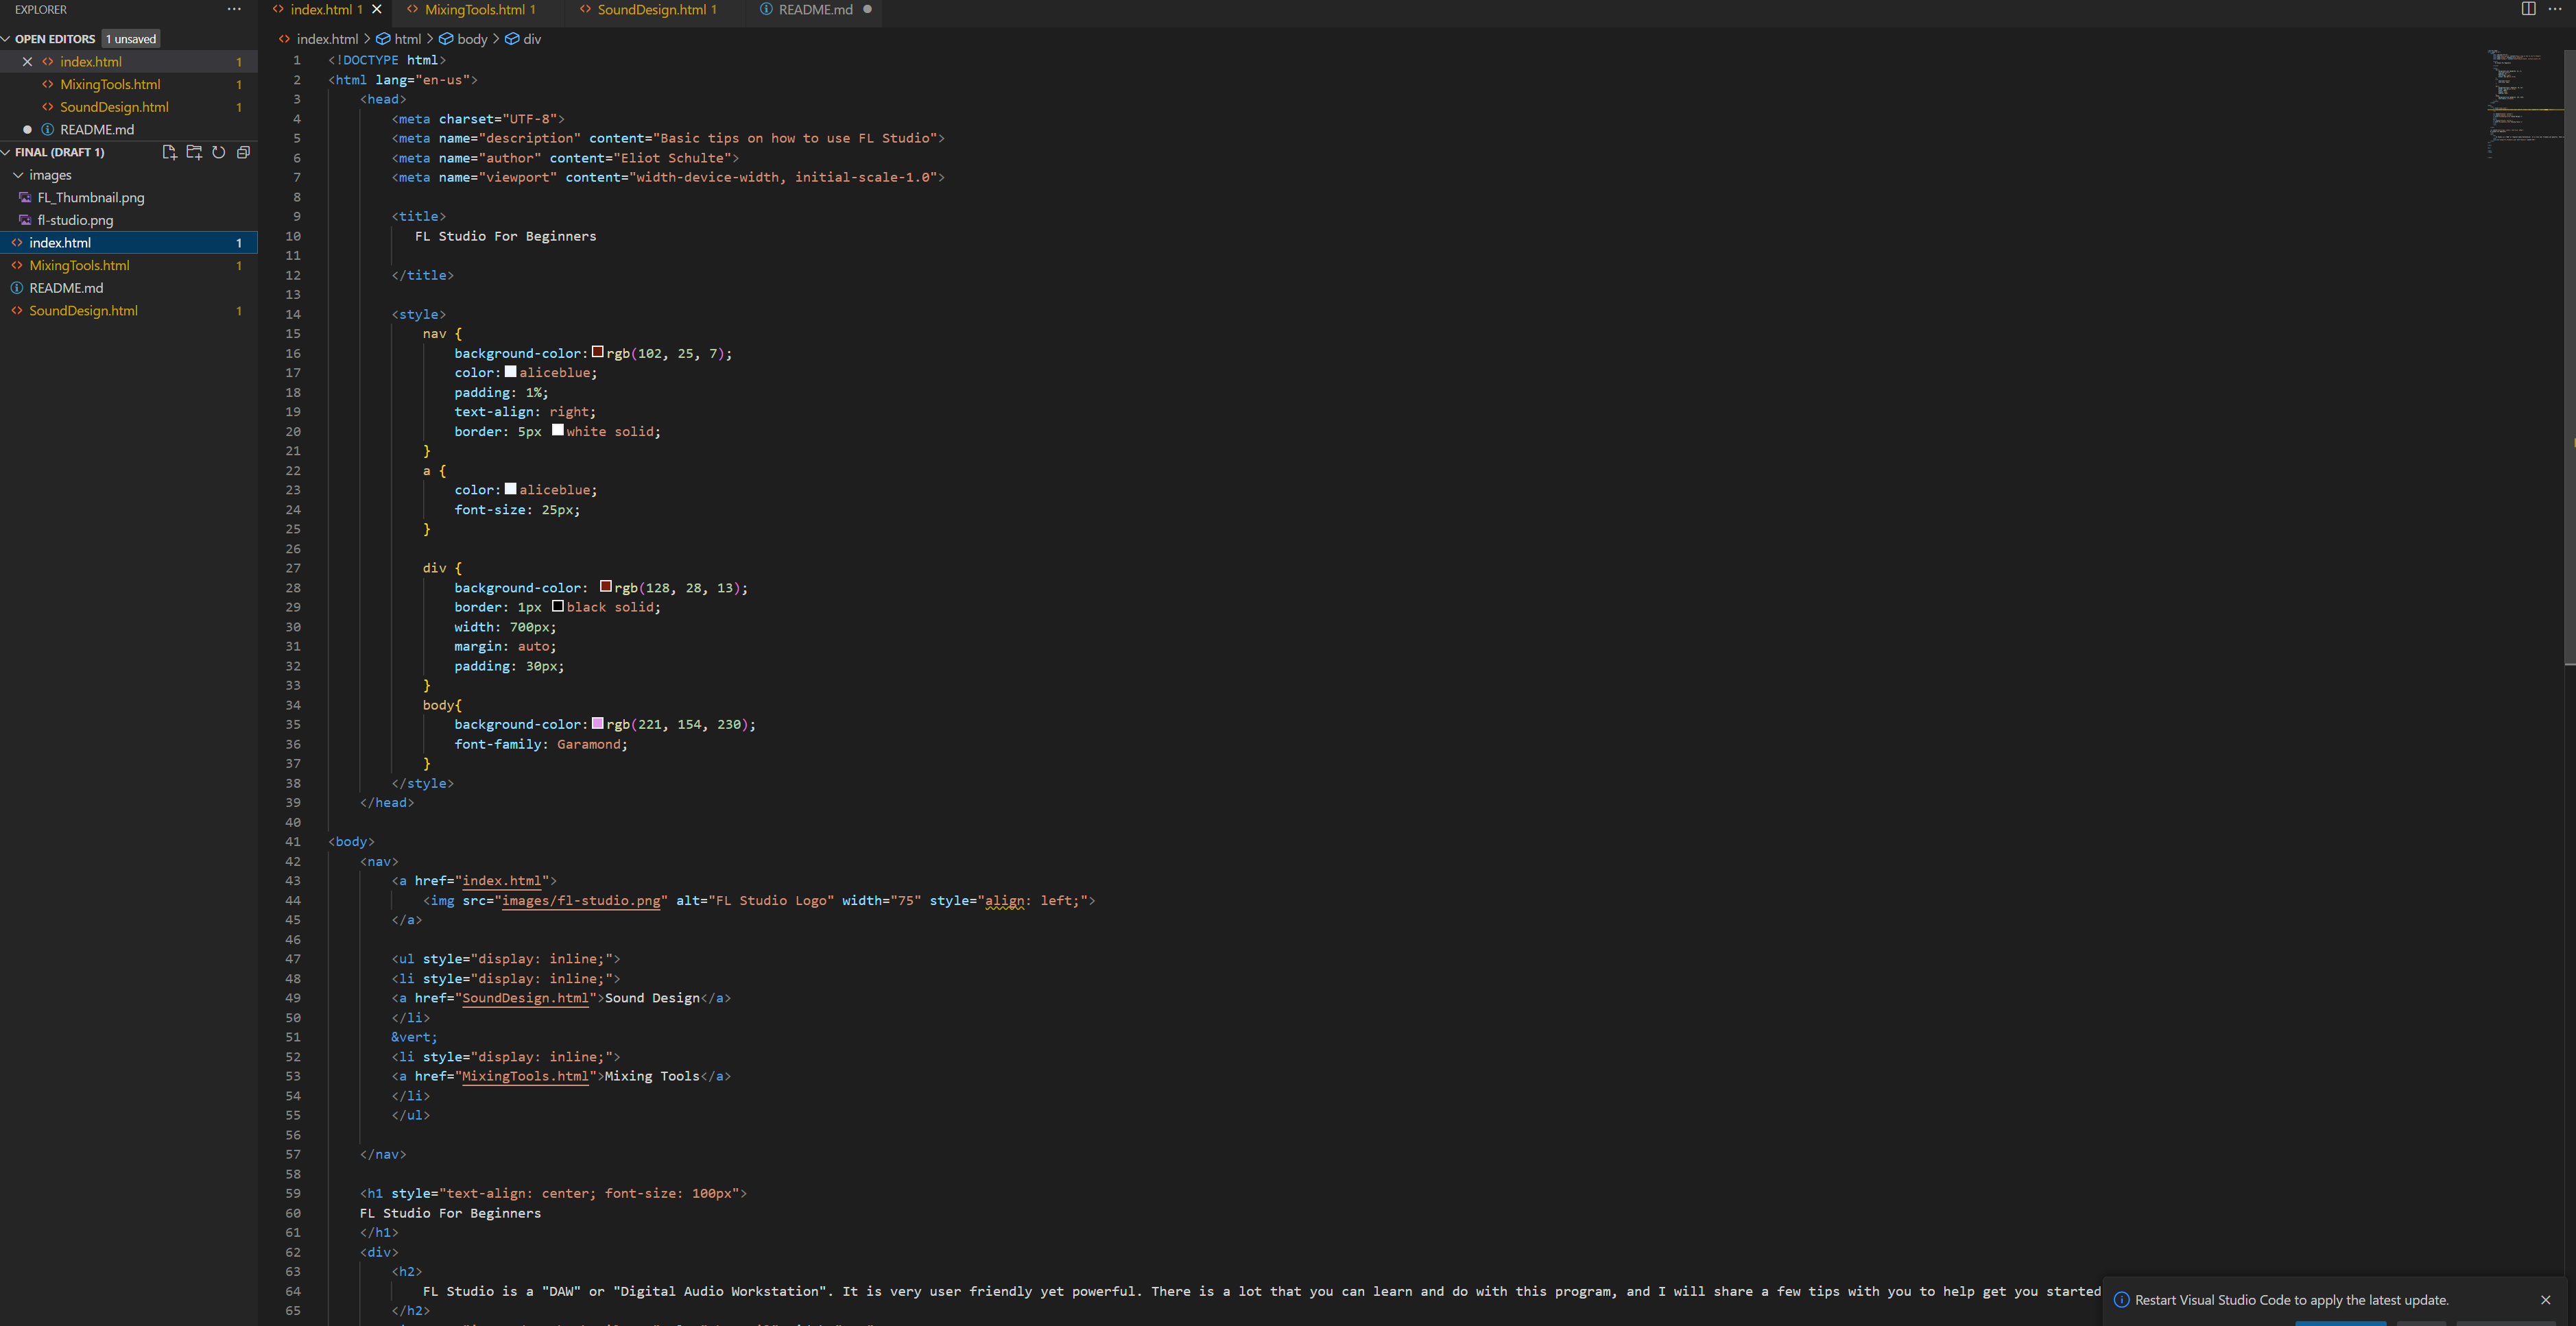 EXPLORER
OPEN EDITORS 1 unsaved
index.html 1
MixingTools.html 1
SoundDesign.html 1
README.md
FINAL (DRAFT 1)
images
FL_Thumbnail.png
fl-studio.png
index.html 1
MixingTools.html 1
README.md
SoundDesign.html 1
index.html 1 MixingTools.html 1 SoundDesign.html 1 README.md
index.html > html > body > div
1 <!DOCTYPE html>
2 <html lang="en-us">
3 <head>
4 <meta charset="UTF-8">
5 <meta name="description" content="Basic tips on how to use FL Studio">
6 <meta name="author" content="Eliot Schulte">
7 <meta name="viewport" content="width-device-width, initial-scale-1.0">
8
9 <title>
10 FL Studio For Beginners
11
12 </title>
13
14 <style>
15 nav {
16 background-color: rgb(102, 25, 7);
17 color: aliceblue;
18 padding: 1%;
19 text-align: right;
20 border: 5px white solid;
21 }
22 a {
23 color: aliceblue;
24 font-size: 25px;
25 }
26
27 div {
28 background-color: rgb(128, 28, 13);
29 border: 1px black solid;
30 width: 700px;
31 margin: auto;
32 padding: 30px;
33 }
34 body{
35 background-color: rgb(221, 154, 230);
36 font-family: Garamond;
37 }
38 </style>
39 </head>
40
41 <body>
42 <nav>
43 <a href="index.html">
44 <img src="images/fl-studio.png" alt="FL Studio Logo" width="75" style="align: left;">
45 </a>
46
47 <ul style="display: inline;">
48 <li style="display: inline;">
49 <a href="SoundDesign.html">Sound Design</a>
50 </li>
51 &vert;
52 <li style="display: inline;">
53 <a href="MixingTools.html">Mixing Tools</a>
54 </li>
55 </ul>
56
57 </nav>
58
59 <h1 style="text-align: center; font-size: 100px">
60 FL Studio For Beginners
61 </h1>
62 <div>
63 <h2>
64 FL Studio is a "DAW" or "Digital Audio Workstation". It is very user friendly yet powerful. There is a lot that you can learn and do with this program, and I will share a few tips with you to help get you started
65 </h2>
Restart Visual Studio Code to apply the latest update.